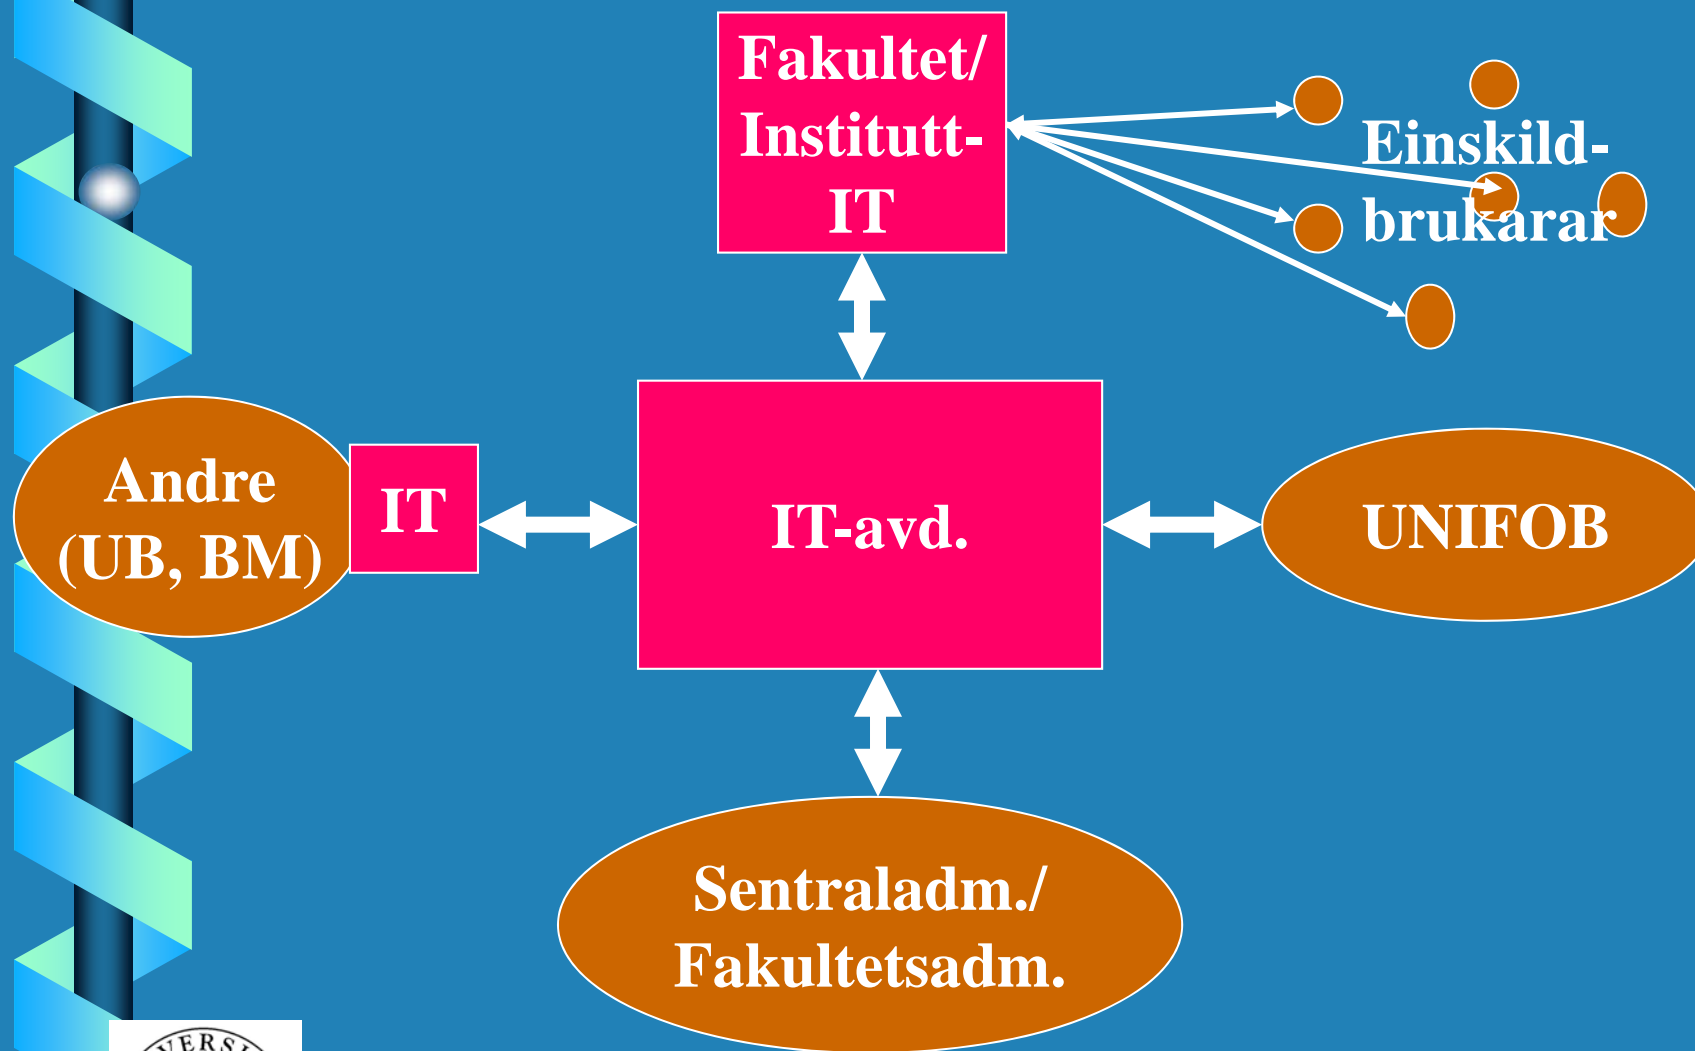 Fakultet/
Institutt-
IT
Einskild-
brukarar
Andre
(UB, BM)
IT
IT-avd.
UNIFOB
Sentraladm./
Fakultetsadm.